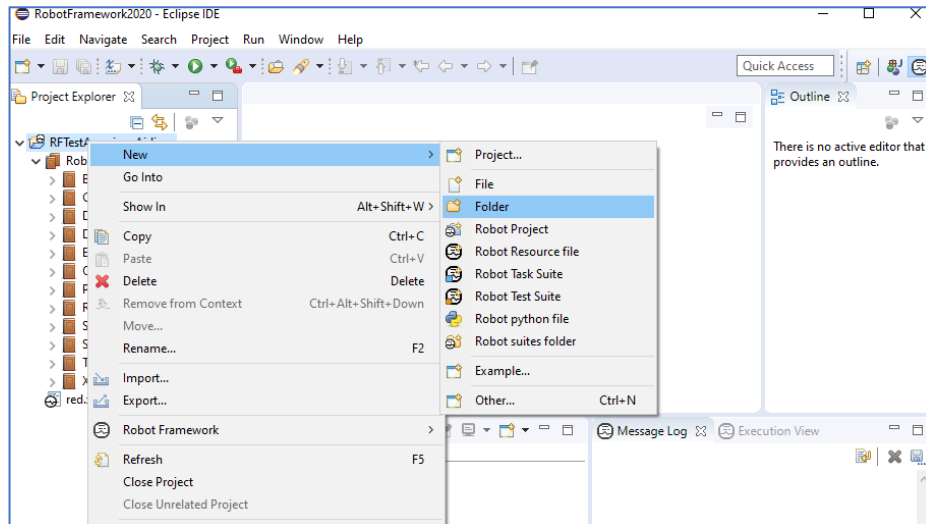 RobotFramework2020 - Eclipse IDE
File Edit Navigate Search Project Run Window Help
Quick Access
Project Explorer
Outline
There is no active editor that
provides an outline.
New
Go Into
Show In Alt+Shift+W >
Copy Ctrl+C
Paste Ctrl+V
Delete Delete
Remove from Context Ctrl+Alt+Shift+Down
Move...
Rename... F2
Import...
Export...
Robot Framework
Refresh F5
Close Project
Close Unrelated Project
Project...
File
Folder
Robot Project
Robot Resource file
Robot Task Suite
Robot Test Suite
Robot python file
Robot suites folder
Example...
Other... Ctrl+N
red.
Message Log
Execution View